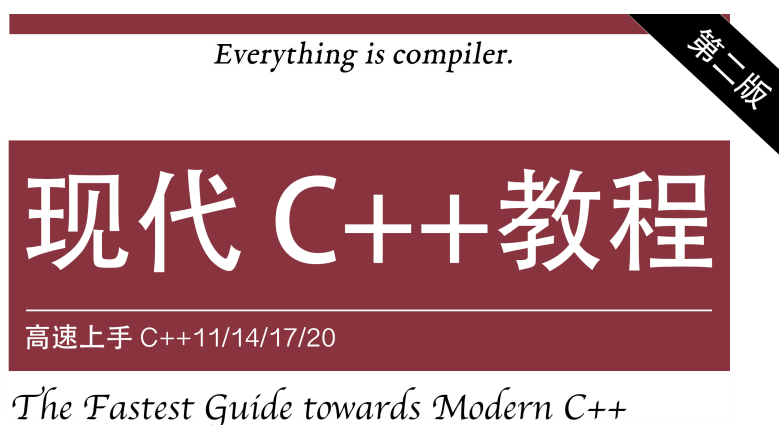 Everything is compiler.
第二版
现代 C++教程
高速上手 C++11/14/17/20
The Fastest Guide towards Modern C++